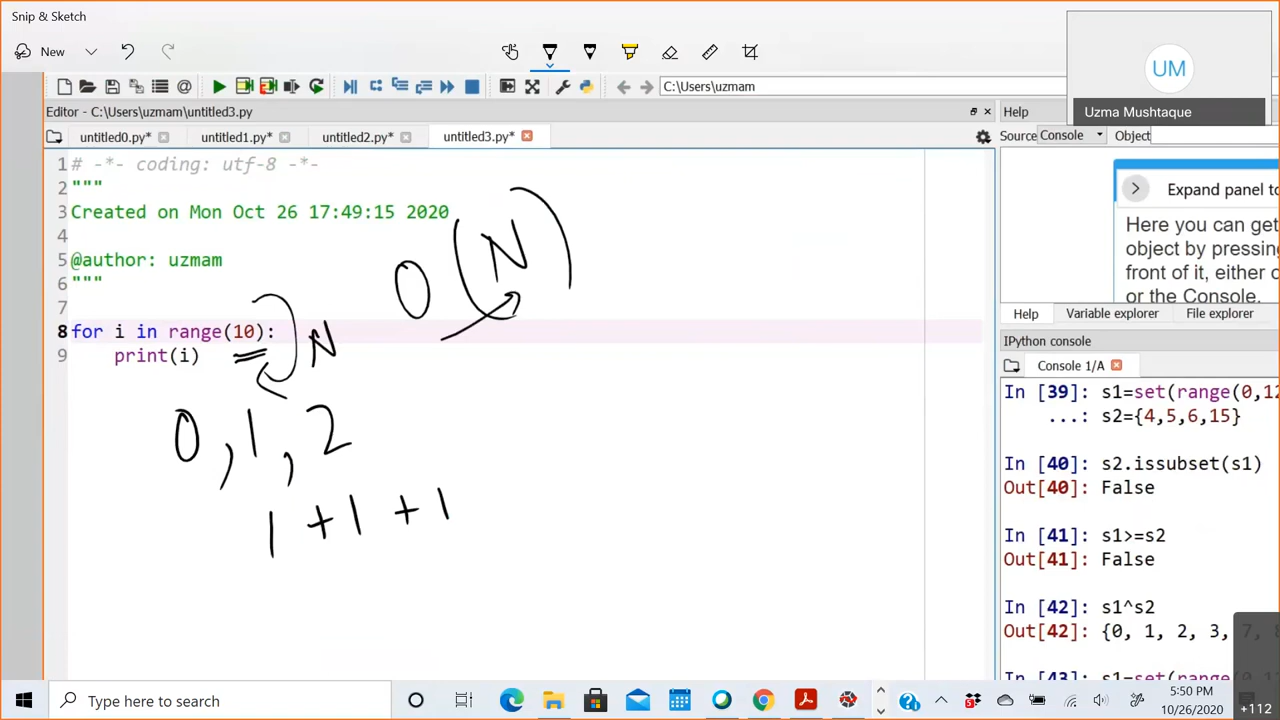 Snip & Sketch
New
UM
Uzma Mushtaque
C:\Users\uzmam
Editor - C:\Users\uzmam\untitled3.py
Help
untitled0.py*
untitled1.py*
untitled2.py*
untitled3.py*
Source Console Object
1 # -*- coding: utf-8 -*-
2 """
3 Created on Mon Oct 26 17:49:15 2020
4
5 @author: uzmam
6 """
7
8 for i in range(10):
9 print(i)
O(N)
N
0, 1, 2
1 + 1 + 1
Expand panel to
Here you can get
object by pressing
front of it, either o
or the Console.
Help Variable explorer File explorer
IPython console
Console 1/A
In [39]: s1=set(range(0,12
...: s2={4,5,6,15}
In [40]: s2.issubset(s1)
Out[40]: False
In [41]: s1>=s2
Out[41]: False
In [42]: s1^s2
Out[42]: {0, 1, 2, 3, 7, 8
Type here to search
5:50 PM
10/26/2020
+112